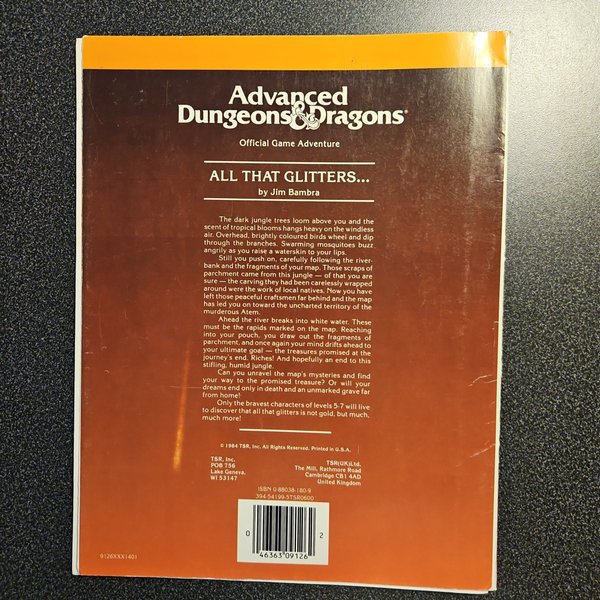 Advanced
Dungeons & Dragons®
Official Game Adventure
ALL THAT GLITTERS...
by Jim Bambra
The dark jungle trees loom above you and the
scent of tropical blooms hangs heavy on the windless
air. Overhead, brightly coloured birds wheel and dip
through the branches. Swarming mosquitoes buzz
angrily as you raise a waterskin to your lips.
Still you push on, carefully following the river-
bank and the fragments of your map. Those scraps of
parchment came from this jungle — of that you are
sure — the carving they had been carelessly wrapped
around were the work of local natives. Now you have
left those peaceful craftsmen far behind and the map
has led you on toward the uncharted territory of the
murderous Atem.
Ahead the river breaks into white water. These
must be the rapids marked on the map. Reaching
into your pouch, you draw out the fragments of
parchment, and once again your mind drifts ahead to
your ultimate goal — the treasures promised at the
journey's end. Riches! And hopefully an end to this
stifling, humid jungle.
Can you unravel the map's mysteries and find
your way to the promised treasure? Or will your
dreams end only in death and an unmarked grave far
from home!
Only the bravest characters of levels 5-7 will live
to discover that all that glitters is not gold, but much,
much more!
© 1984 TSR, Inc. All Rights Reserved. Printed in U.S.A.
TSR, Inc.
POB 756
Lake Geneva,
WI 53147
TSR(UK)Ltd.
The Mill, Rathmore Road
Cambridge CB1 4AD
United Kingdom
ISBN 0-88038-180-9
394-54199-5TSR0600
0 46363 09126 2
9126XXX1401